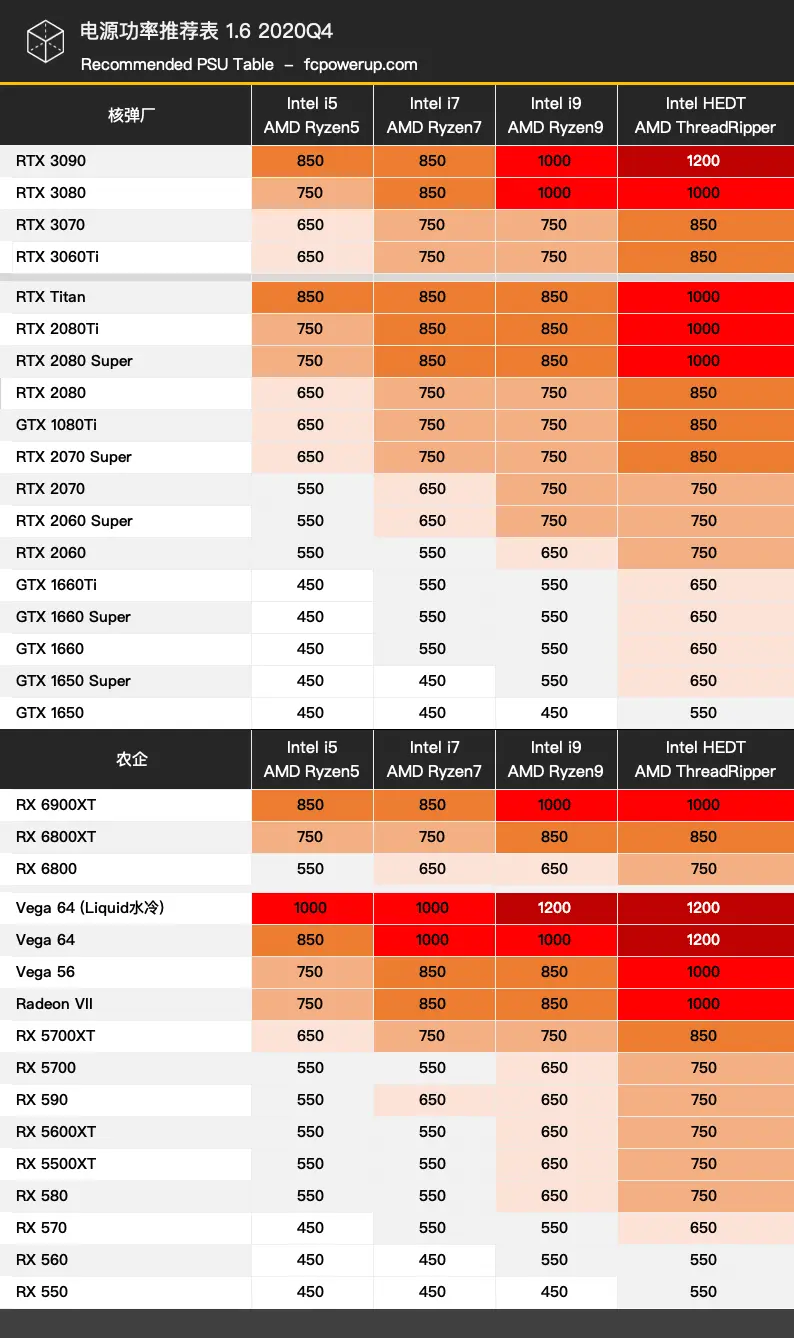 电源功率推荐表 1.6 2020Q4
Recommended PSU Table – fcpowerup.com
核弹厂 Intel i5 AMD Ryzen5 Intel i7 AMD Ryzen7 Intel i9 AMD Ryzen9 Intel HEDT AMD ThreadRipper
RTX 3090 850 850 1000 1200
RTX 3080 750 850 1000 1000
RTX 3070 650 750 750 850
RTX 3060Ti 650 750 750 850
RTX Titan 850 850 850 1000
RTX 2080Ti 750 850 850 1000
RTX 2080 Super 750 850 850 1000
RTX 2080 650 750 750 850
GTX 1080Ti 650 750 750 850
RTX 2070 Super 650 750 750 850
RTX 2070 550 650 750 750
RTX 2060 Super 550 650 750 750
RTX 2060 550 550 650 750
GTX 1660Ti 450 550 550 650
GTX 1660 Super 450 550 550 650
GTX 1660 450 550 550 650
GTX 1650 Super 450 450 550 650
GTX 1650 450 450 450 550
农企 Intel i5 AMD Ryzen5 Intel i7 AMD Ryzen7 Intel i9 AMD Ryzen9 Intel HEDT AMD ThreadRipper
RX 6900XT 850 850 1000 1000
RX 6800XT 750 750 850 850
RX 6800 550 650 650 750
Vega 64 (Liquid水冷) 1000 1000 1200 1200
Vega 64 850 1000 1000 1200
Vega 56 750 850 850 1000
Radeon VII 750 850 850 1000
RX 5700XT 650 750 750 850
RX 5700 550 550 650 750
RX 590 550 650 650 750
RX 5600XT 550 550 650 750
RX 5500XT 550 550 650 750
RX 580 550 550 650 750
RX 570 450 550 550 650
RX 560 450 450 550 550
RX 550 450 450 450 550